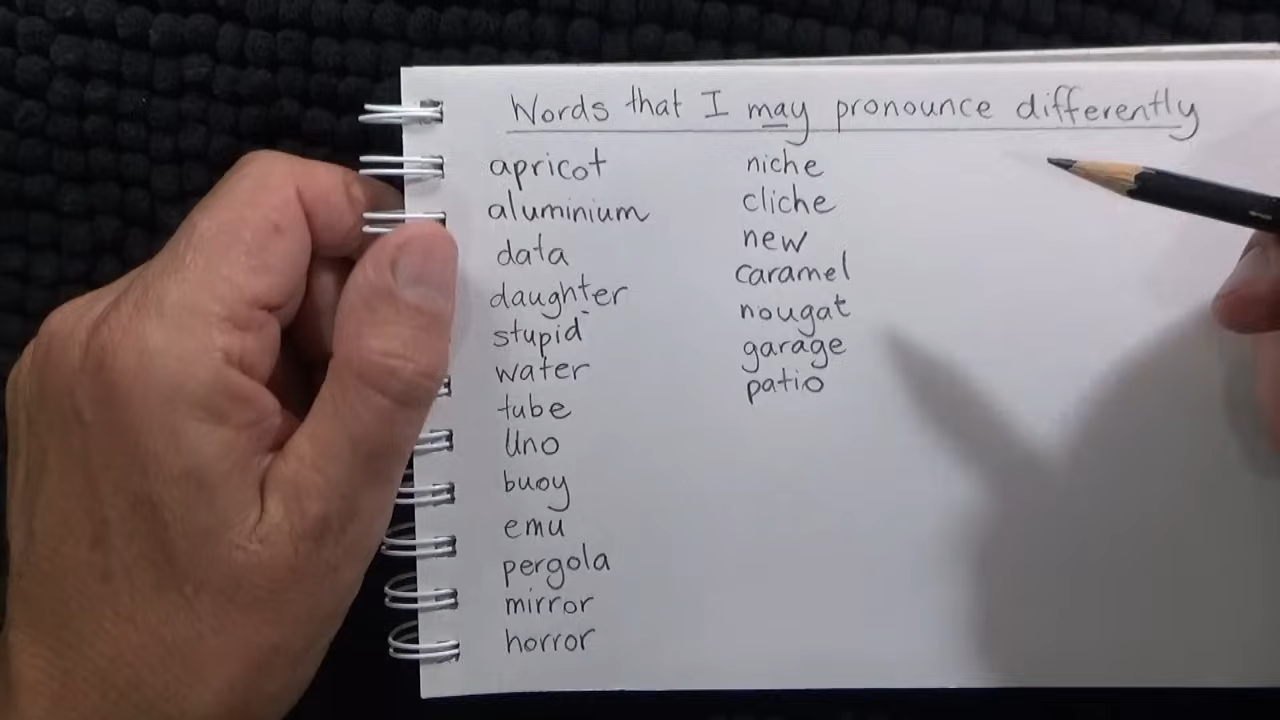 Words that I may pronounce differently
apricot
aluminium
data
daughter
stupid
water
tube
Uno
buoy
emu
pergola
mirror
horror
niche
cliche
new
caramel
nougat
garage
patio